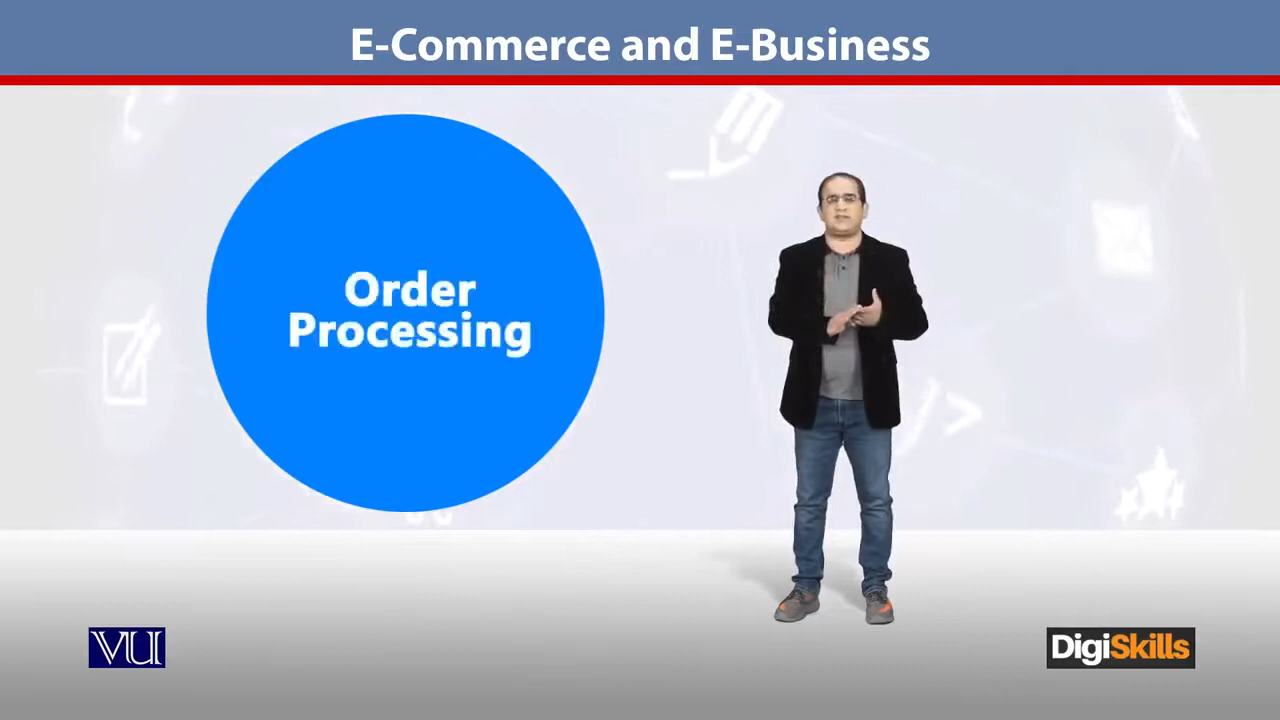 E-Commerce and E-Business
Order
Processing
VU
DigiSkills